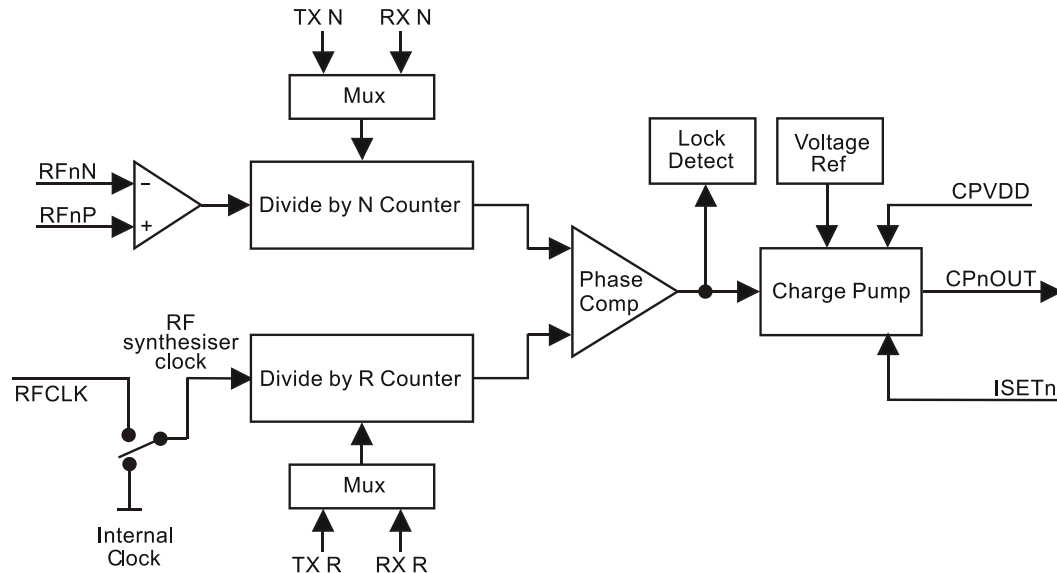 TX N
RX N
Mux
Lock
Detect
Voltage
Ref
RFnN
−
Divide by N Counter
RFnP
+
CPVDD
Phase
Comp
Charge Pump
CPnOUT
RF
synthesiser
clock
Divide by R Counter
RFCLK
ISETn
Mux
Internal
Clock
TX R
RX R